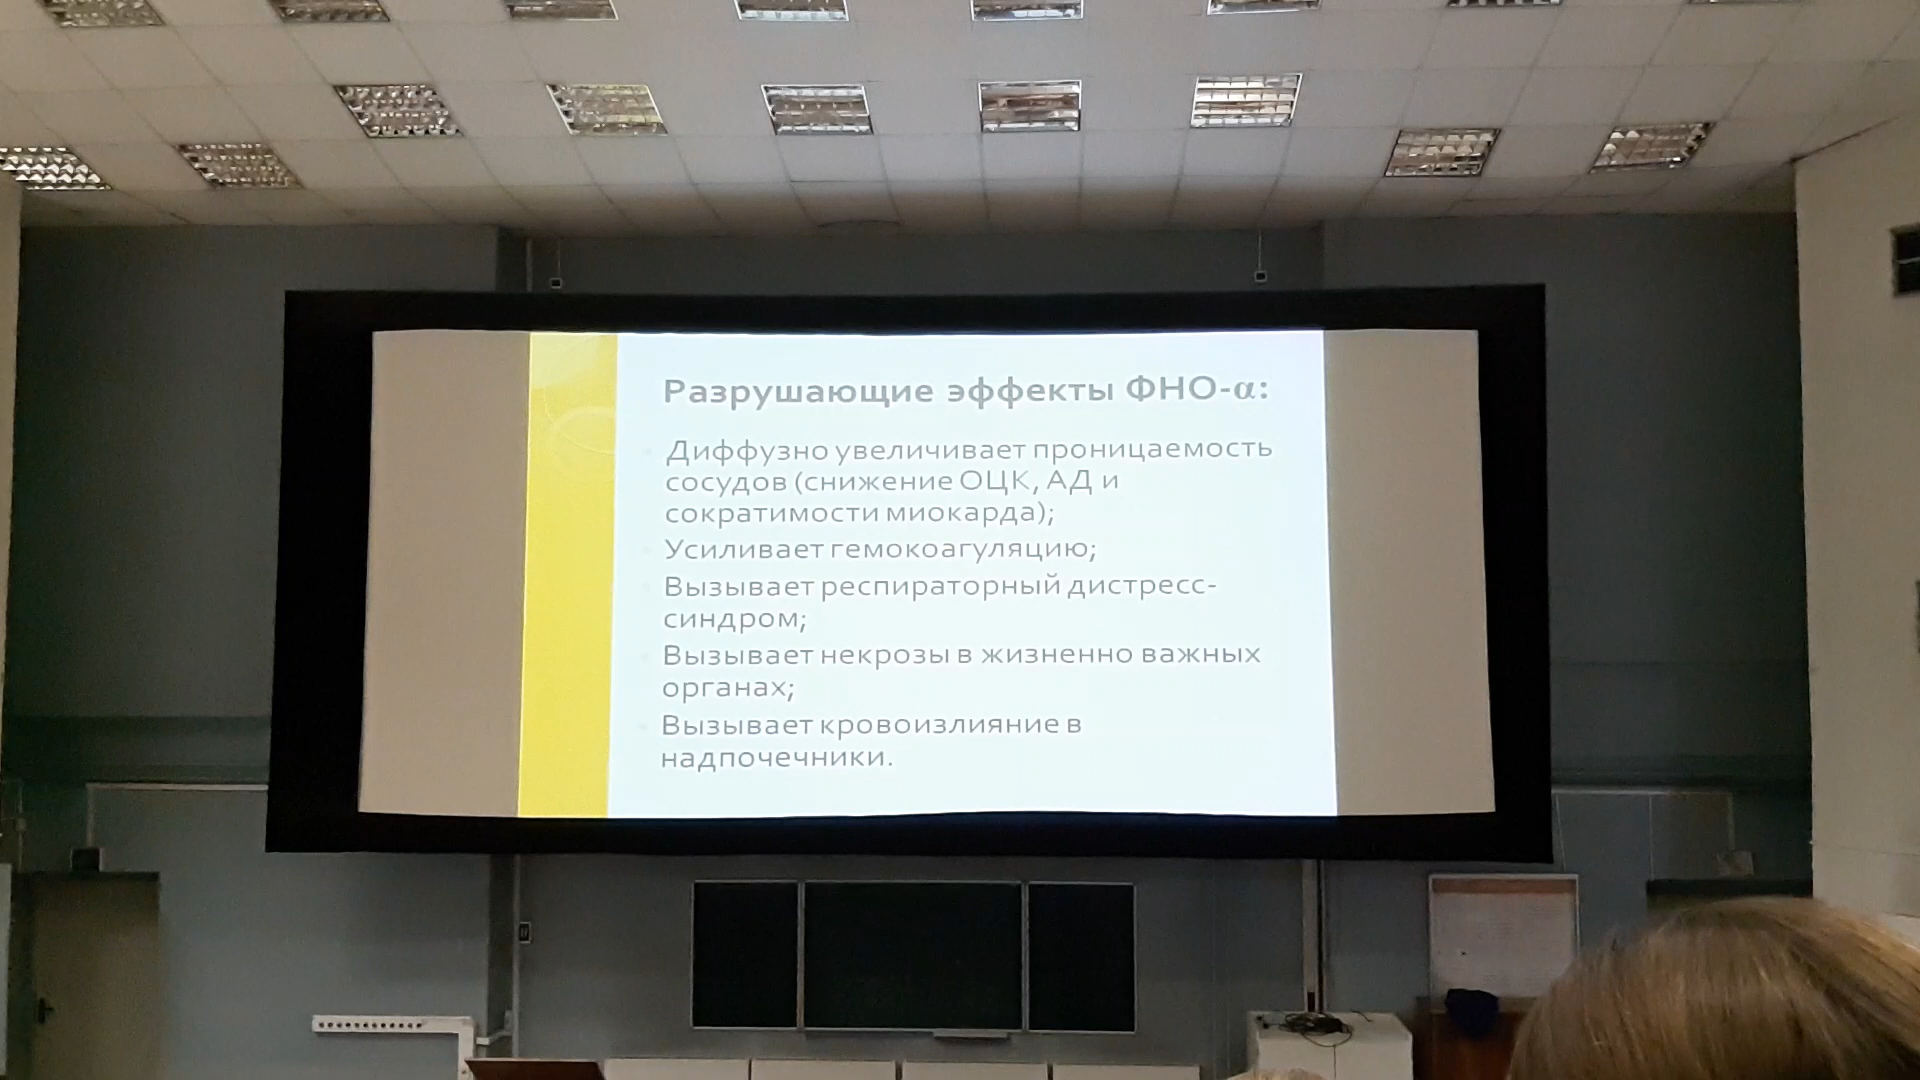 Разрушающие эффекты ФНО-α:
Диффузно увеличивает проницаемость
сосудов (снижение ОЦК, АД и
сократимости миокарда);
Усиливает гемокоагуляцию;
Вызывает респираторный дистресс-
синдром;
Вызывает некрозы в жизненно важных
органах;
Вызывает кровоизлияние в
надпочечники.